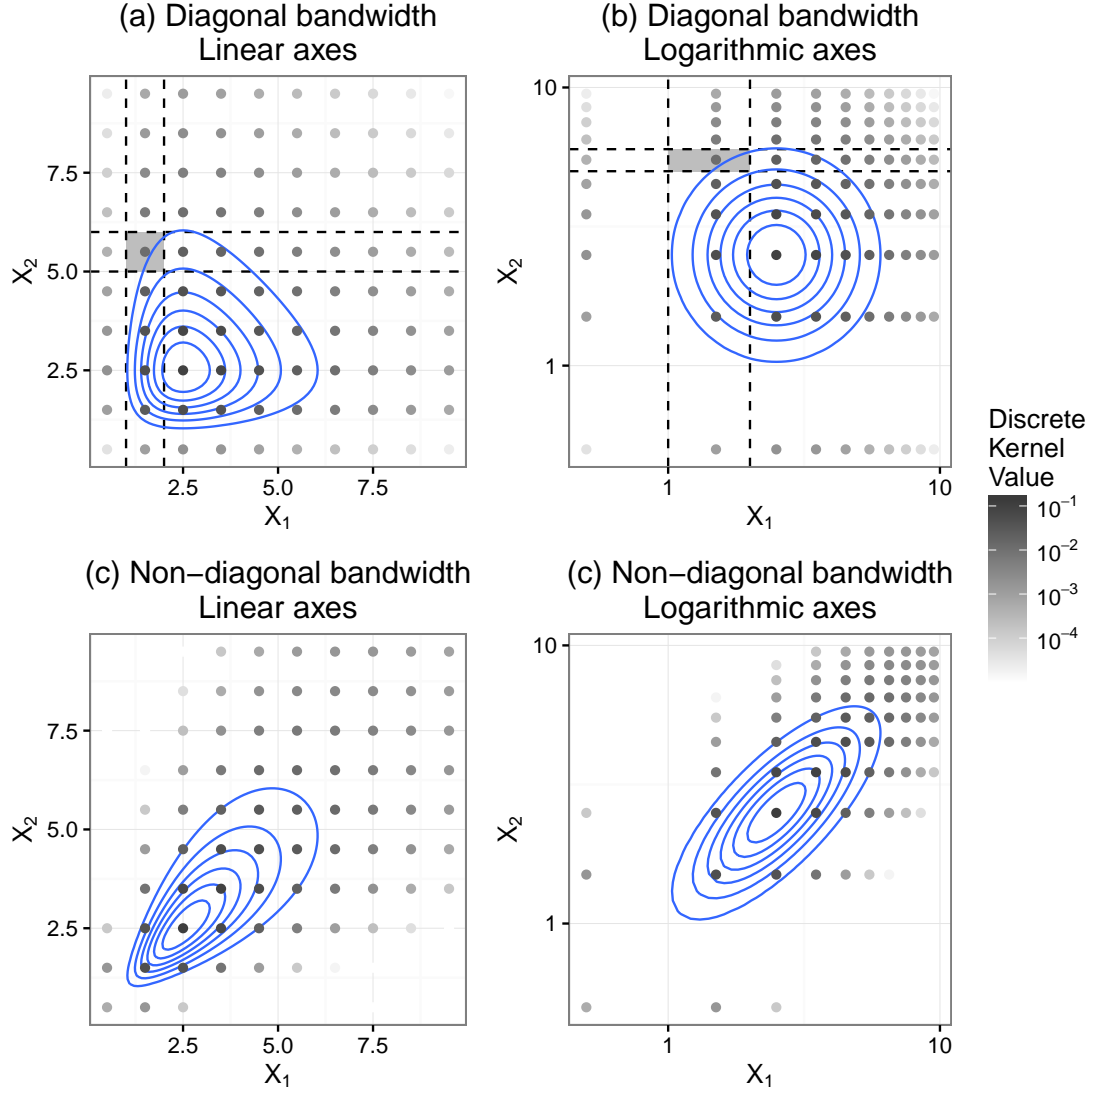 (a) Diagonal bandwidth
Linear axes
7.5
5.0
2.5
X₂
2.5 5.0 7.5
X₁
(b) Diagonal bandwidth
Logarithmic axes
10
1
X₂
1 10
X₁
(c) Non−diagonal bandwidth
Linear axes
7.5
5.0
2.5
X₂
2.5 5.0 7.5
X₁
(c) Non−diagonal bandwidth
Logarithmic axes
10
1
X₂
1 10
X₁
Discrete
Kernel
Value
10⁻¹
10⁻²
10⁻³
10⁻⁴